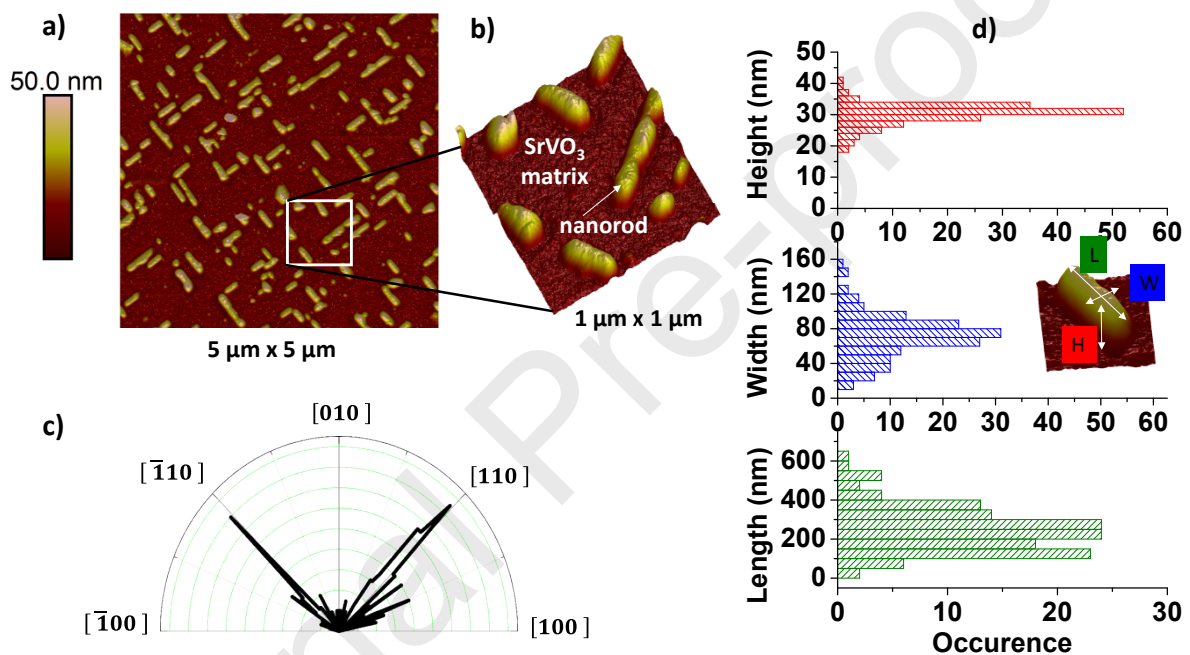 a)
50.0 nm
5 µm x 5 µm
b)
SrVO₃
matrix
nanorod
1 µm x 1 µm
c)
[010]
[1̅10]
[110]
[1̅00]
[100]
d)
Height (nm)
50
40
30
20
10
0
0 10 20 30 40 50 60
Width (nm)
160
120
80
40
0
L
W
H
0 10 20 30 40 50 60
Length (nm)
600
400
200
0
0 10 20 30
Occurence
nal Pre-proo